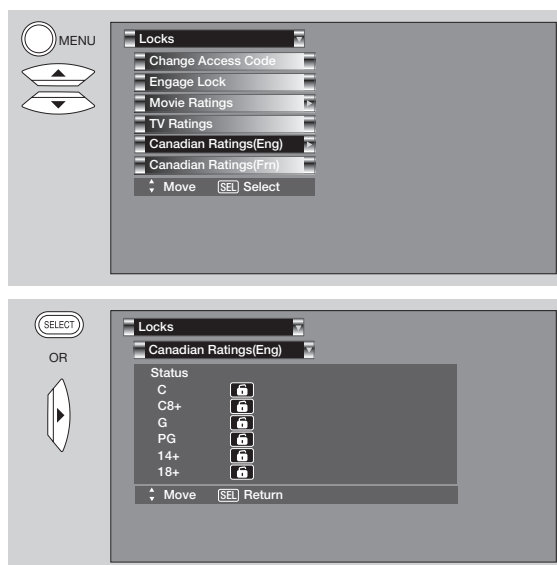 MENU
Locks
Change Access Code
Engage Lock
Movie Ratings
TV Ratings
Canadian Ratings(Eng)
Canadian Ratings(Frn)
Move SEL Select
SELECT
OR
Locks
Canadian Ratings(Eng)
Status
C
C8+
G
PG
14+
18+
Move SEL Return